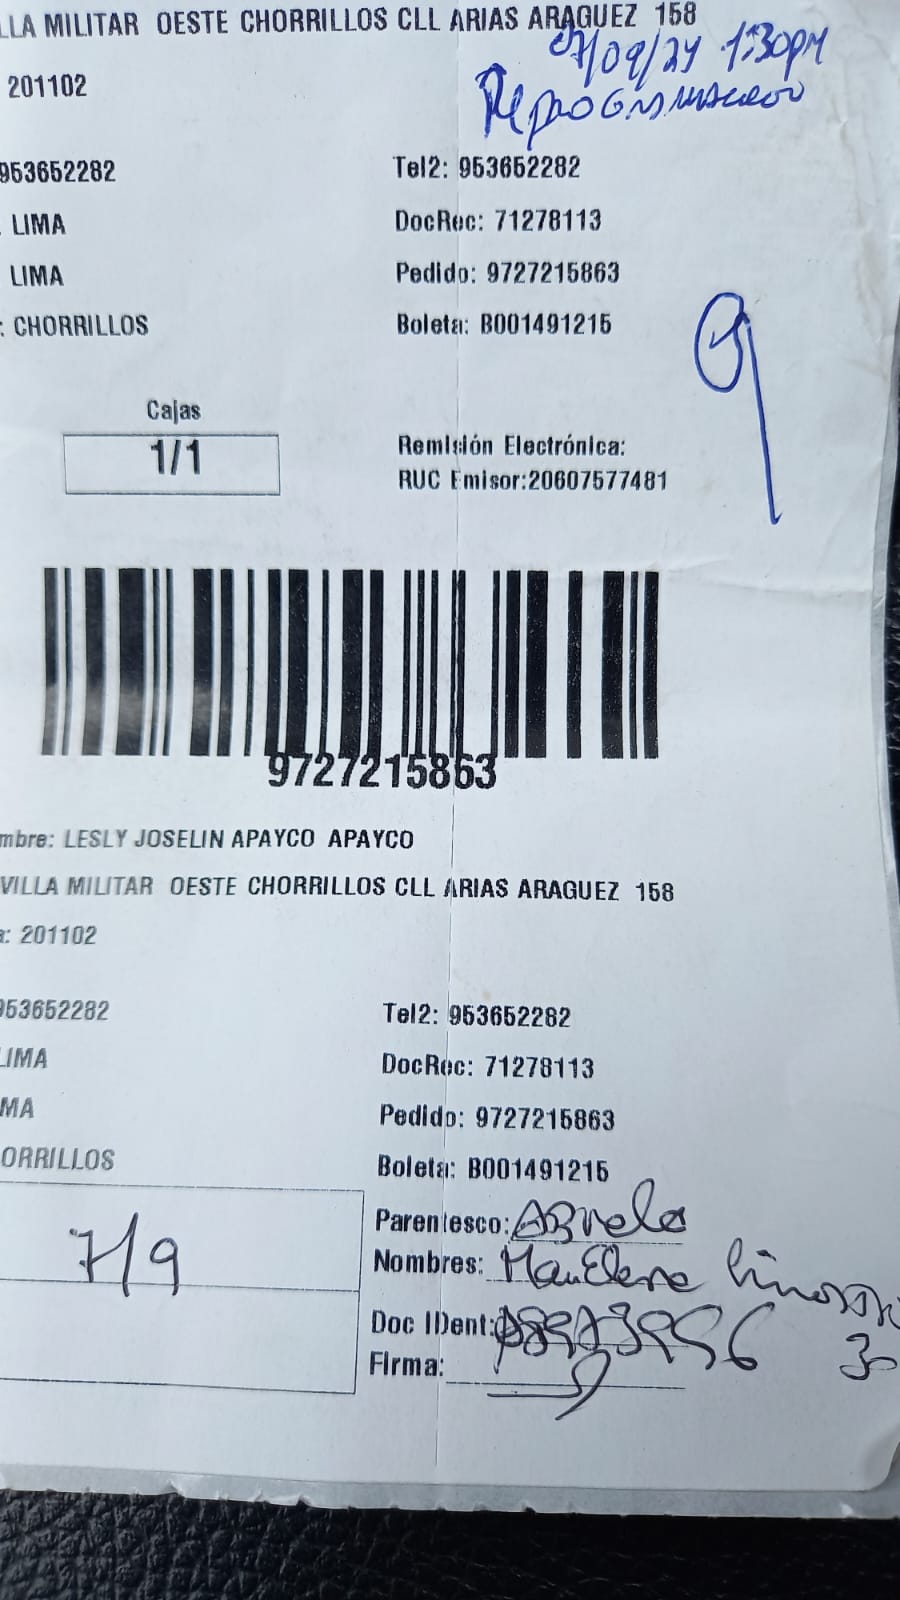 LLA MILITAR OESTE CHORRILLOS CLL ARIAS ARAGUEZ 158
07/09/24 1:30pm
201102
Reprogramado
953652282 Tel2: 953652282
LIMA DocRec: 71278113
LIMA Pedido: 9727215863
: CHORRILLOS Boleta: B001491215
9
Cajas
1/1
Remisión Electrónica:
RUC Emisor:20607577481
9727215863
mbre: LESLY JOSELIN APAYCO APAYCO
VILLA MILITAR OESTE CHORRILLOS CLL ARIAS ARAGUEZ 158
a: 201102
953652282 Tel2: 953652282
LIMA DocRec: 71278113
MA Pedido: 9727215863
ORRILLOS Boleta: B001491215
7/9
Parentesco: Abuela
Nombres:
Doc IDent:
Firma: